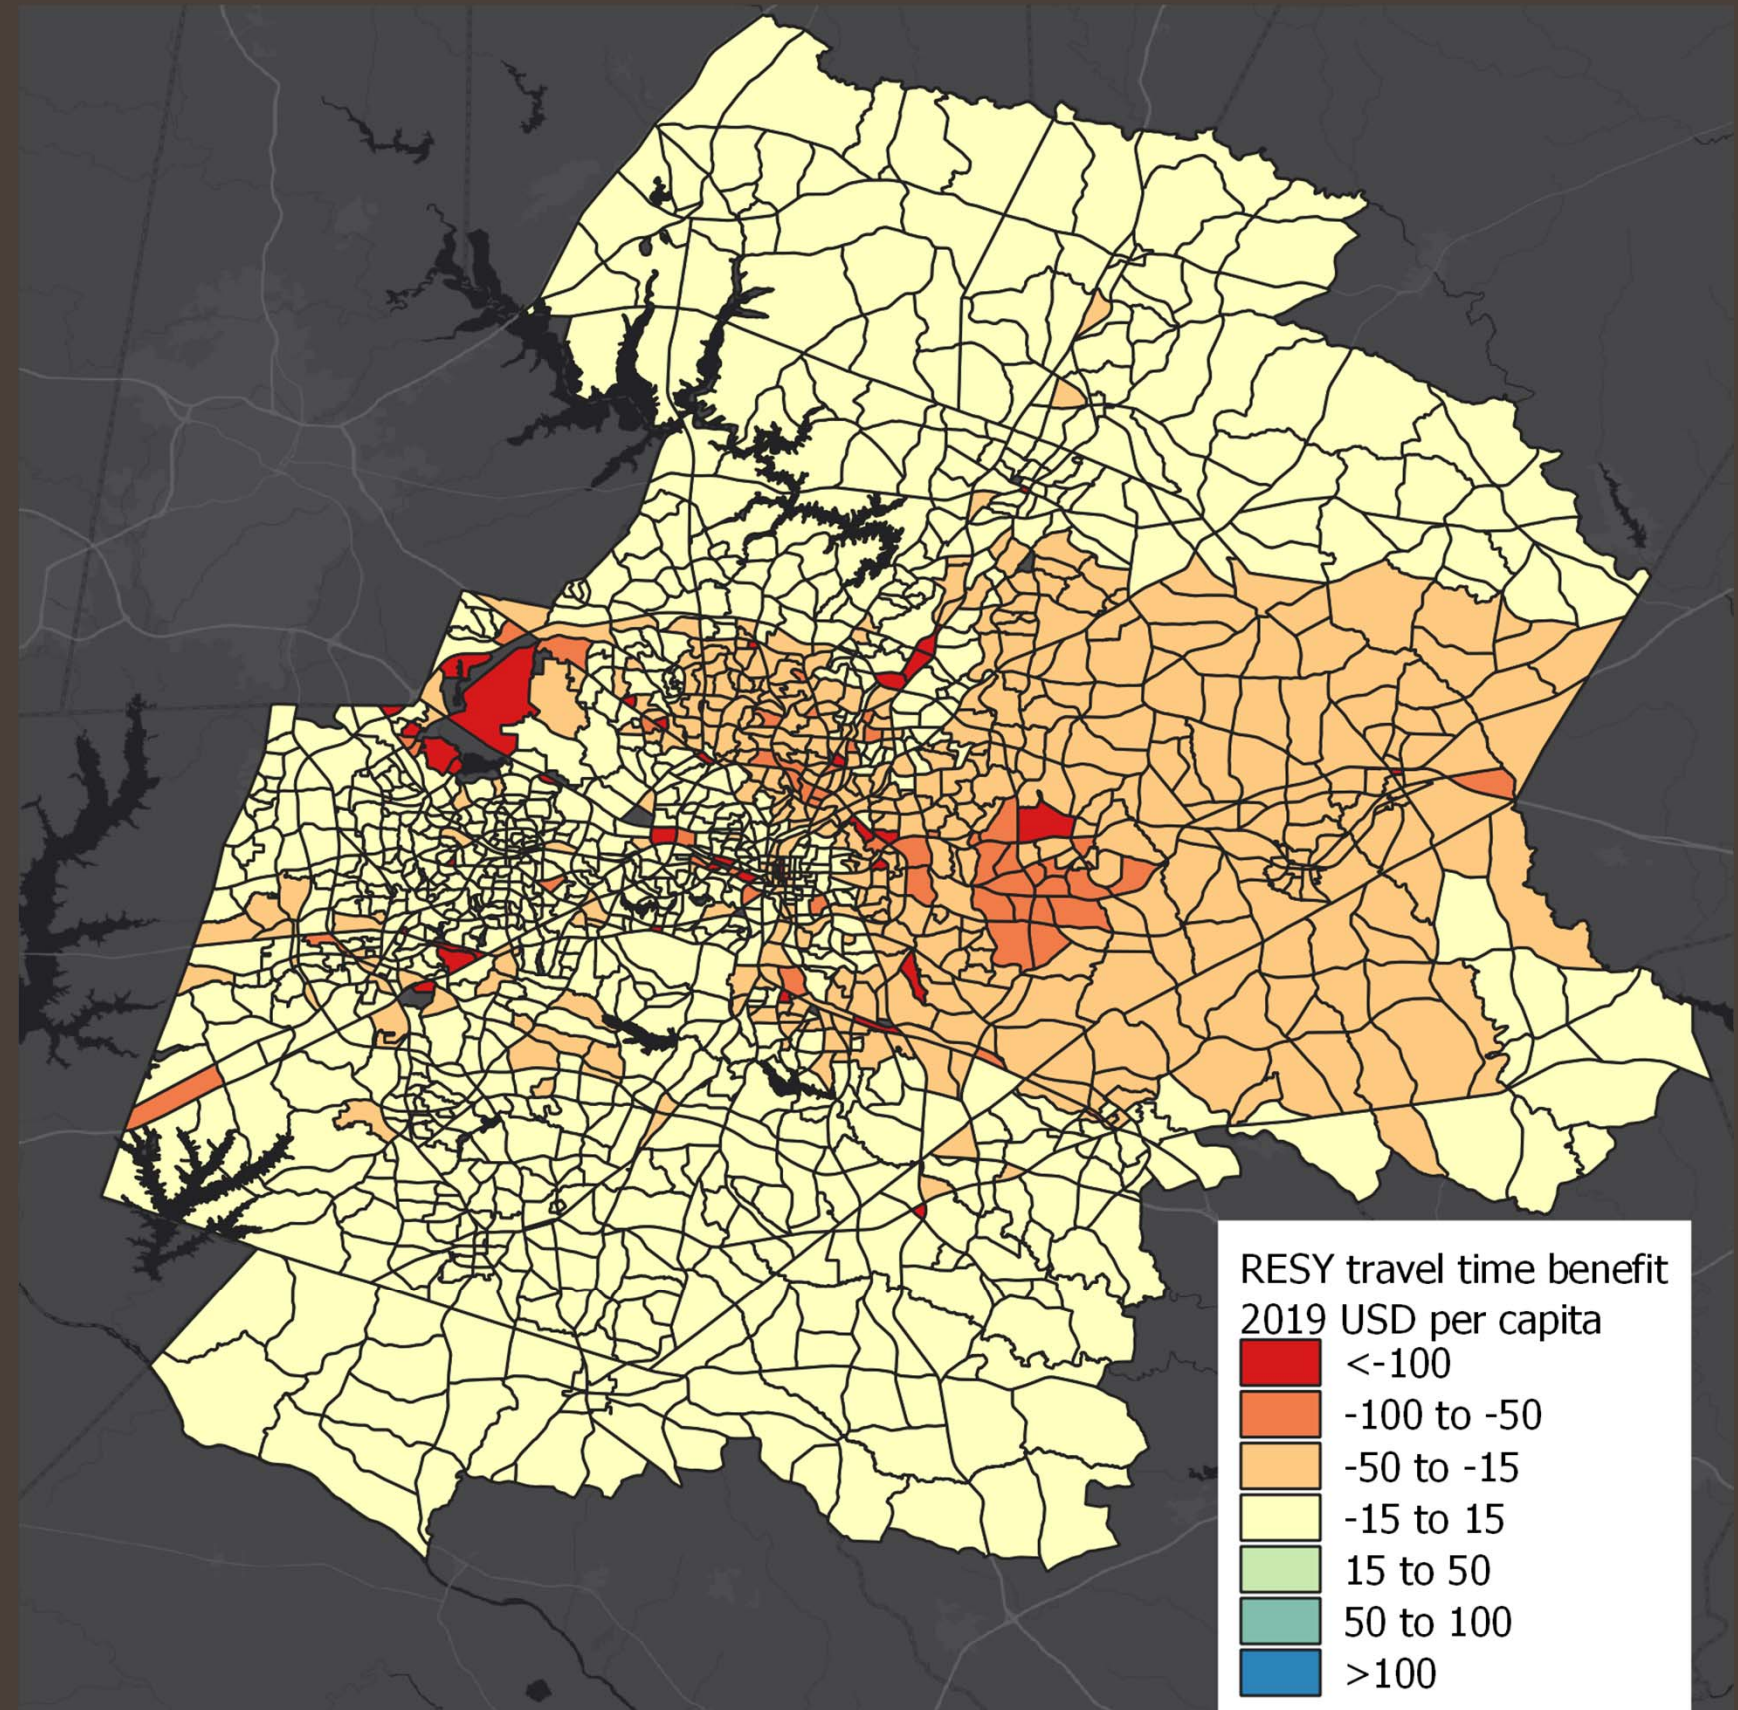 RESY travel time benefit
2019 USD per capita
<-100
-100 to -50
-50 to -15
-15 to 15
15 to 50
50 to 100
>100